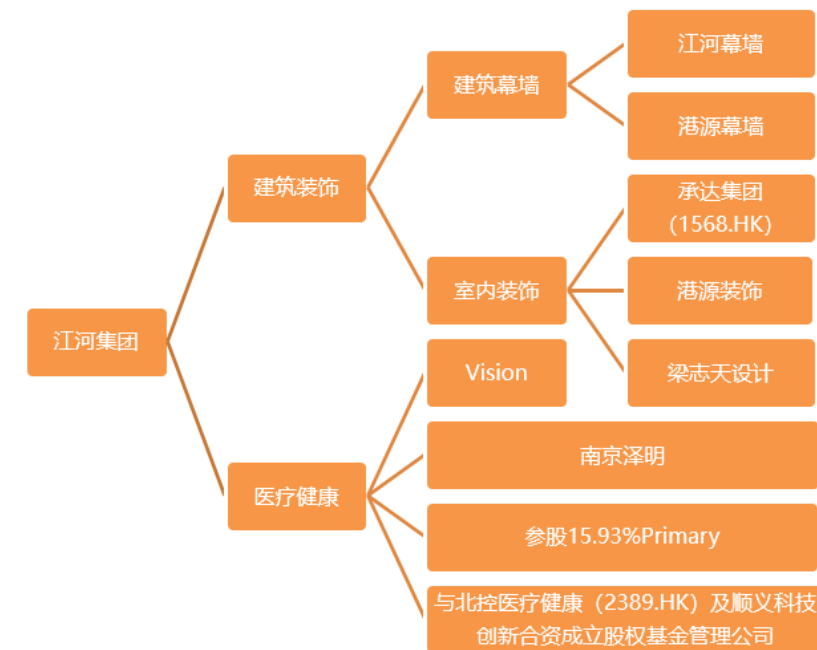 江河集团
建筑装饰
建筑幕墙
江河幕墙
港源幕墙
室内装饰
承达集团
(1568.HK)
港源装饰
梁志天设计
医疗健康
Vision
南京泽明
参股15.93%Primary
与北控医疗健康（2389.HK）及顺义科技
创新合资成立股权基金管理公司